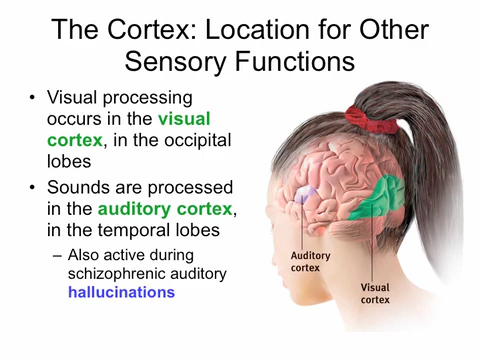 The Cortex: Location for Other
Sensory Functions
• Visual processing
occurs in the visual
cortex, in the occipital
lobes
• Sounds are processed
in the auditory cortex,
in the temporal lobes
– Also active during
schizophrenic auditory
hallucinations
Auditory
cortex
Visual
cortex